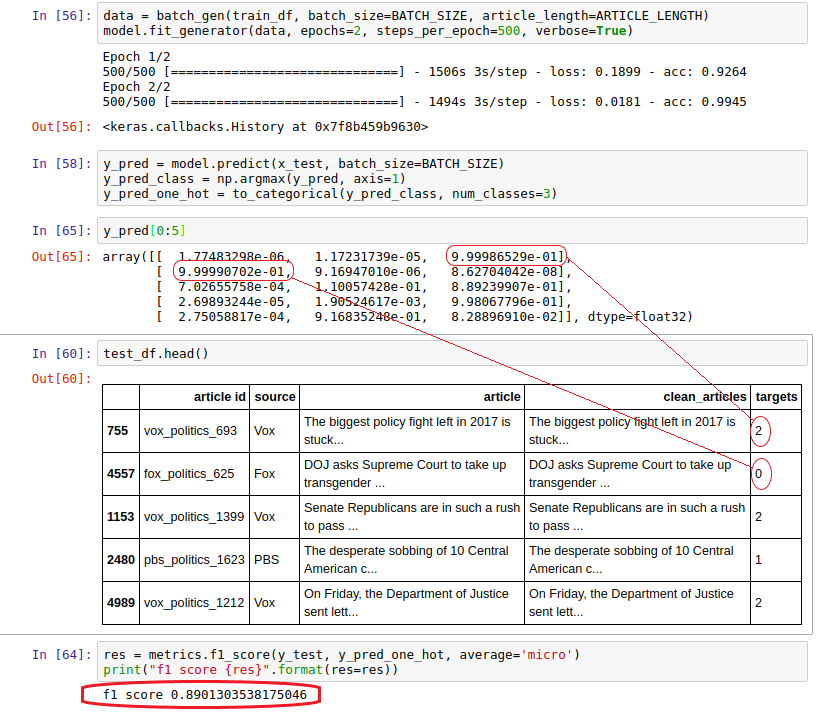 In [56]: data = batch_gen(train_df, batch_size=BATCH_SIZE, article_length=ARTICLE_LENGTH)
model.fit_generator(data, epochs=2, steps_per_epoch=500, verbose=True)
Epoch 1/2
500/500 [==============================] - 1506s 3s/step - loss: 0.1899 - acc: 0.9264
Epoch 2/2
500/500 [==============================] - 1494s 3s/step - loss: 0.0181 - acc: 0.9945
Out[56]: <keras.callbacks.History at 0x7f8b459b9630>
In [58]: y_pred = model.predict(x_test, batch_size=BATCH_SIZE)
y_pred_class = np.argmax(y_pred, axis=1)
y_pred_one_hot = to_categorical(y_pred_class, num_classes=3)
In [65]: y_pred[0:5]
Out[65]: array([[ 1.77483298e-06, 1.17231739e-05, 9.99986529e-01],
[ 9.99990702e-01, 9.16947010e-06, 8.62704042e-08],
[ 7.02655758e-04, 1.10057428e-01, 8.89239907e-01],
[ 2.69893244e-05, 1.90524617e-03, 9.98067796e-01],
[ 2.75058817e-04, 9.16835248e-01, 8.28896910e-02]], dtype=float32)
In [60]: test_df.head()
Out[60]:
article id source article clean_articles targets
755 vox_politics_693 Vox The biggest policy fight left in 2017 is stuck... The biggest policy fight left in 2017 is stuck... 2
4557 fox_politics_625 Fox DOJ asks Supreme Court to take up transgender ... DOJ asks Supreme Court to take up transgender ... 0
1153 vox_politics_1399 Vox Senate Republicans are in such a rush to pass ... Senate Republicans are in such a rush to pass ... 2
2480 pbs_politics_1623 PBS The desperate sobbing of 10 Central American c... The desperate sobbing of 10 Central American c... 1
4989 vox_politics_1212 Vox On Friday, the Department of Justice sent lett... On Friday, the Department of Justice sent lett... 2
In [64]: res = metrics.f1_score(y_test, y_pred_one_hot, average='micro')
print("f1 score {res}".format(res=res))
f1 score 0.8901303538175046